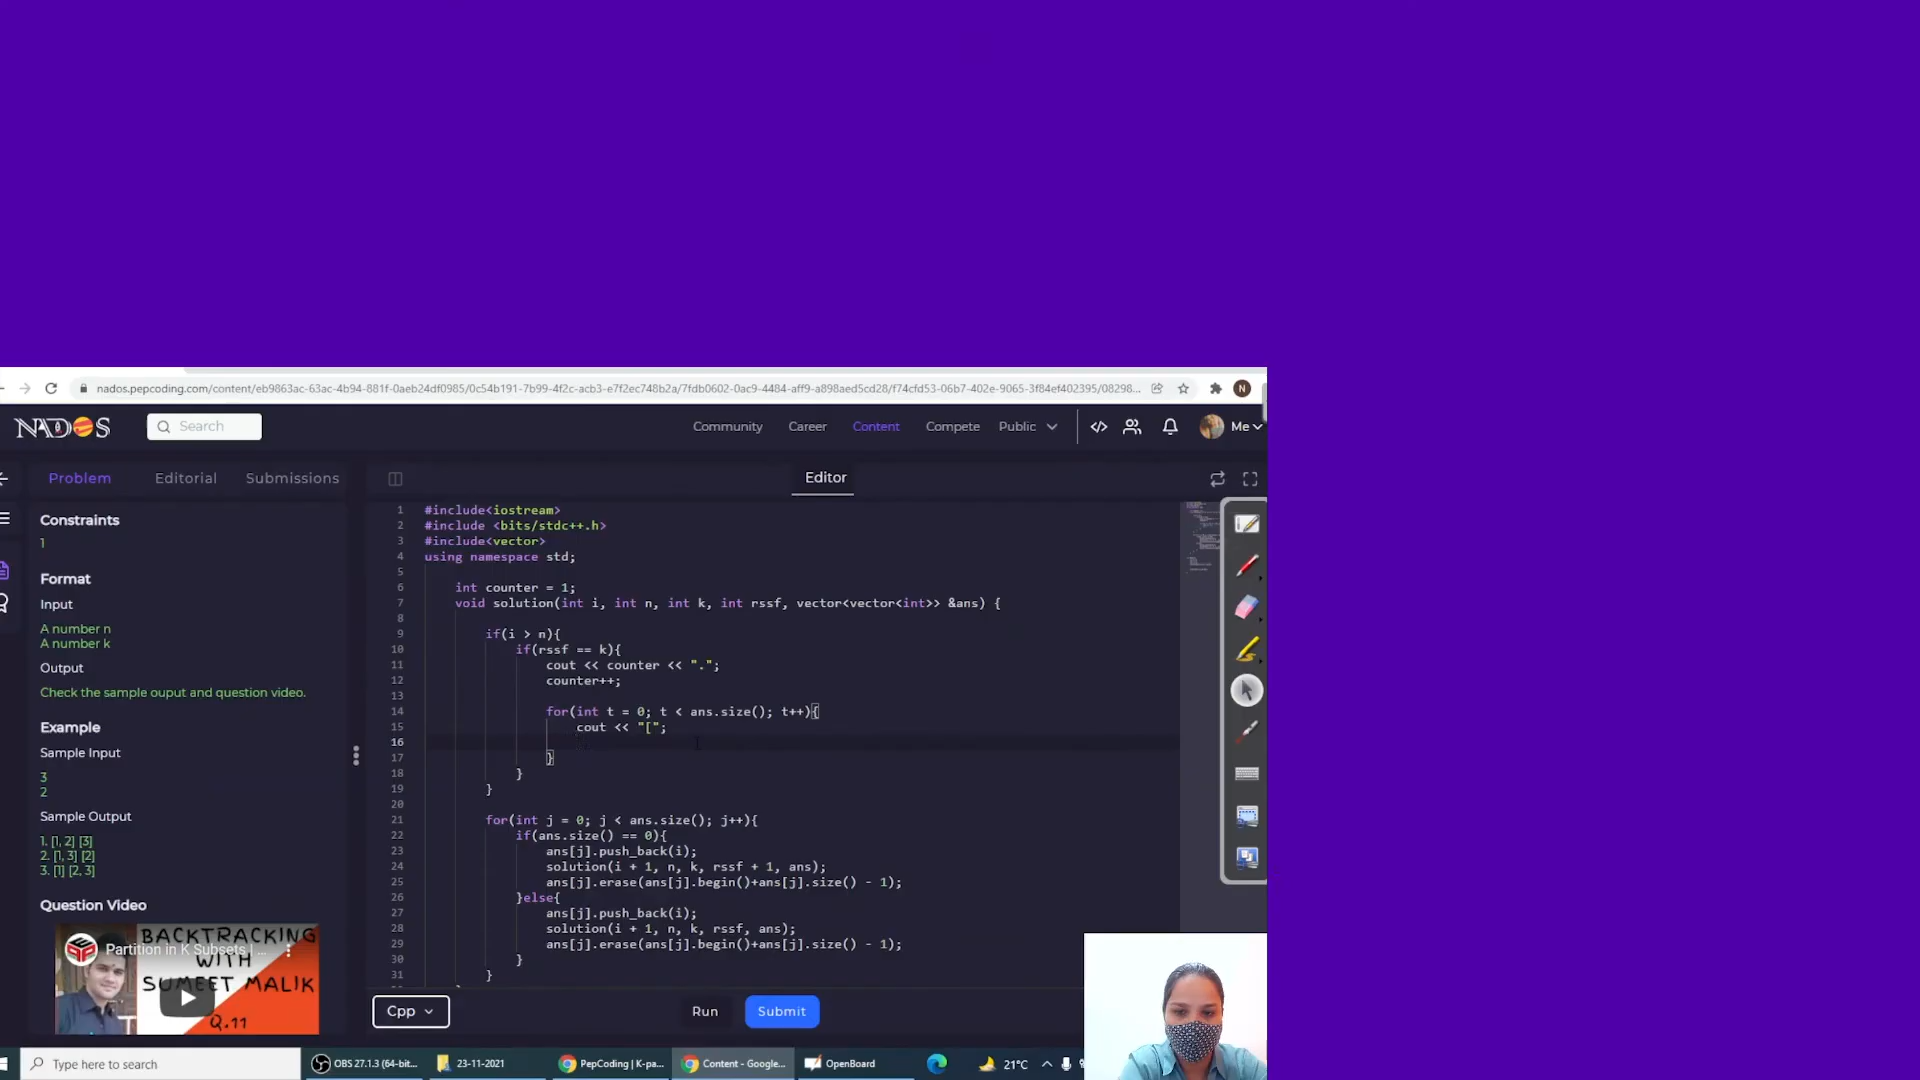 nados.pepcoding.com/content/eb9863ac-63ac-4b94-881f-0aeb24df0985/0c54b191-7b99-4f2c-acb3-e7f2ec748b2a/7fdb0602-0ac9-4484-aff9-a898aed5cd28/f74cfd53-06b7-402e-9065-3f84ef402395/08298... N
NADOS Search Community Career Content Compete Public Me
Problem Editorial Submissions Editor
Constraints
1
Format
Input
A number n
A number k
Output
Check the sample ouput and question video.
Example
Sample Input
3
2
Sample Output
1. [1, 2] [3]
2. [1, 3] [2]
3. [1] [2, 3]
Question Video
BACKTRACKING
Partition in K Subsets | ...
WITH
SUMEET MALIK
Q.11
1 #include<iostream>
2 #include <bits/stdc++.h>
3 #include<vector>
4 using namespace std;
5
6 int counter = 1;
7 void solution(int i, int n, int k, int rssf, vector<vector<int>> &ans) {
8
9 if(i > n){
10 if(rssf == k){
11 cout << counter << ".";
12 counter++;
13
14 for(int t = 0; t < ans.size(); t++){
15 cout << "[";
16
17 }
18 }
19 }
20
21 for(int j = 0; j < ans.size(); j++){
22 if(ans.size() == 0){
23 ans[j].push_back(i);
24 solution(i + 1, n, k, rssf + 1, ans);
25 ans[j].erase(ans[j].begin()+ans[j].size() - 1);
26 }else{
27 ans[j].push_back(i);
28 solution(i + 1, n, k, rssf, ans);
29 ans[j].erase(ans[j].begin()+ans[j].size() - 1);
30 }
31 }
Cpp Run Submit
Type here to search OBS 27.1.3 (64-bit... 23-11-2021 PepCoding | K-pa... Content - Google... OpenBoard 21°C